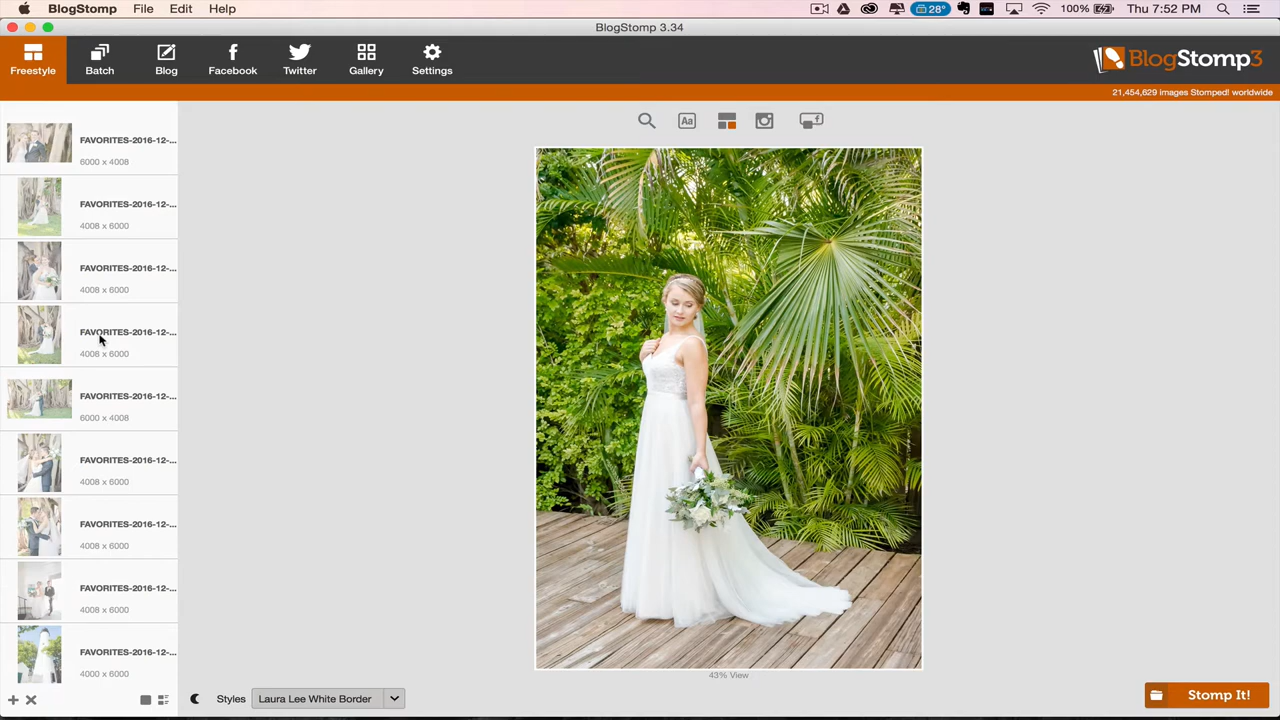 BlogStomp File Edit Help 28° 100% Thu 7:52 PM
BlogStomp 3.34
Freestyle Batch Blog Facebook Twitter Gallery Settings BlogStomp3
21,454,629 images Stomped! worldwide
Aa
FAVORITES-2016-12-...
6000 x 4008
FAVORITES-2016-12-...
4008 x 6000
FAVORITES-2016-12-...
4008 x 6000
FAVORITES-2016-12-...
4008 x 6000
FAVORITES-2016-12-...
6000 x 4008
FAVORITES-2016-12-...
4008 x 6000
FAVORITES-2016-12-...
4008 x 6000
FAVORITES-2016-12-...
4008 x 6000
FAVORITES-2016-12-...
4000 x 6000
43% View
Styles Laura Lee White Border Stomp It!